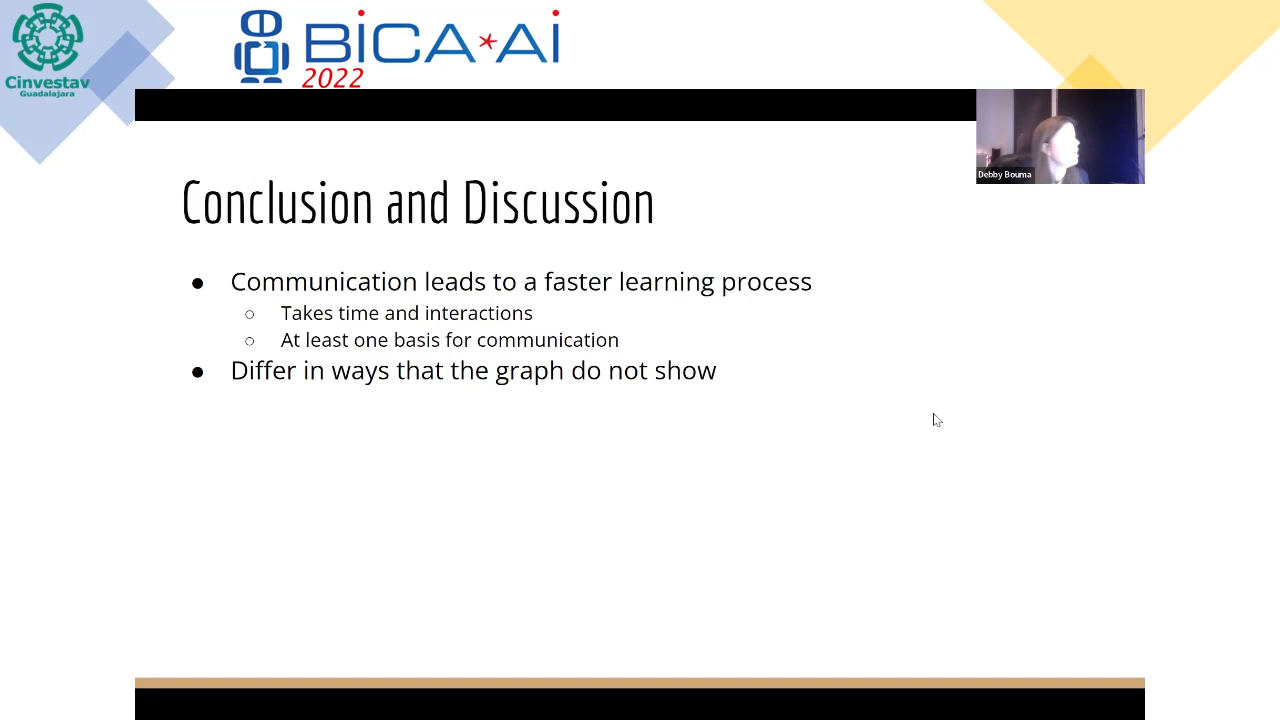 Cinvestav
Guadalajara
BiCA*Ai
2022
Debby Bouma
Conclusion and Discussion
● Communication leads to a faster learning process
○ Takes time and interactions
○ At least one basis for communication
● Differ in ways that the graph do not show